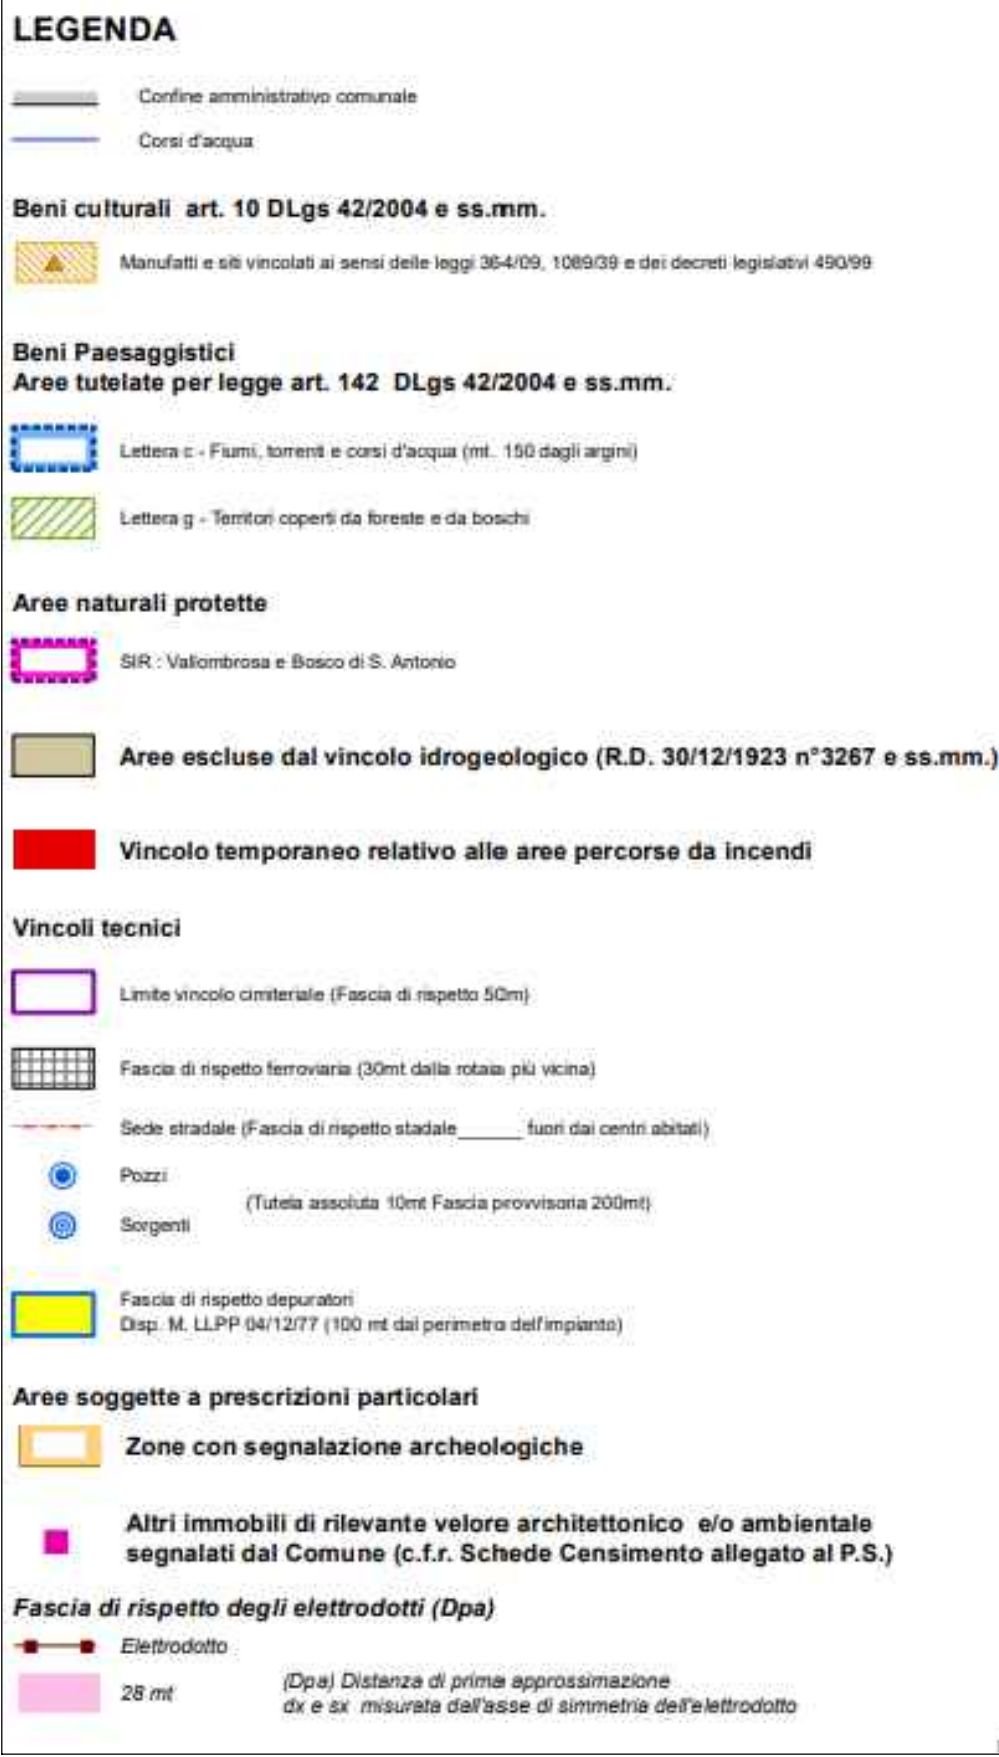 LEGENDA
Confine amministrativo comunale
Corsi d'acqua
Beni culturali art. 10 DLgs 42/2004 e ss.mm.
Manufatti e siti vincolati ai sensi delle leggi 364/09, 1089/39 e dei decreti legislativi 490/99
Beni Paesaggistici
Aree tutelate per legge art. 142 DLgs 42/2004 e ss.mm.
Lettera c - Fiumi, torrenti e corsi d'acqua (mt. 150 dagli argini)
Lettera g - Territori coperti da foreste e da boschi
Aree naturali protette
SIR : Vallombrosa e Bosco di S. Antonio
Aree escluse dal vincolo idrogeologico (R.D. 30/12/1923 n°3267 e ss.mm.)
Vincolo temporaneo relativo alle aree percorse da incendi
Vincoli tecnici
Limite vincolo cimiteriale (Fascia di rispetto 50m)
Fascia di rispetto ferroviaria (30mt dalla rotaia più vicina)
Sede stradale (Fascia di rispetto stadale______ fuori dai centri abitati)
Pozzi
(Tutela assoluta 10mt Fascia provvisoria 200mt)
Sorgenti
Fascia di rispetto depuratori
Disp. M. LLPP 04/12/77 (100 mt dal perimetro dell'impianto)
Aree soggette a prescrizioni particolari
Zone con segnalazione archeologiche
Altri immobili di rilevante velore architettonico e/o ambientale
segnalati dal Comune (c.f.r. Schede Censimento allegato al P.S.)
Fascia di rispetto degli elettrodotti (Dpa)
Elettrodotto
28 mt (Dpa) Distanza di prima approssimazione
dx e sx misurata dall'asse di simmetria dell'elettrodotto